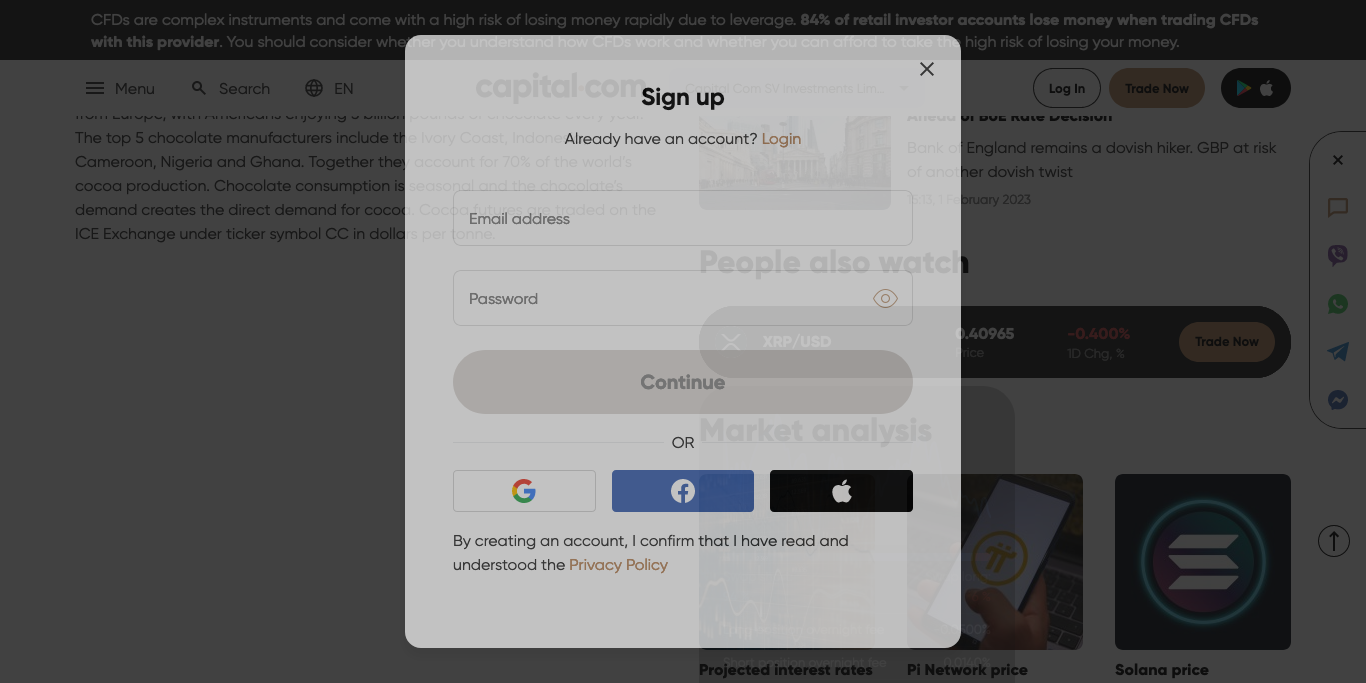 CFDs are complex instruments and come with a high risk of losing money rapidly due to leverage. 84% of retail investor accounts lose money when trading CFDs
with this provider. You should consider whether you understand how CFDs work and whether you can afford to take the high risk of losing your money.
Menu
Search
EN
capital.com
Capital Com SV Investments Lim...
Log In
Trade Now
Sign up
Already have an account? Login
Email address
Password
Continue
OR
By creating an account, I confirm that I have read and
understood the Privacy Policy
from Europe, with Americans enjoying 3 billion pounds of chocolate every year.
The top 5 chocolate manufacturers include the Ivory Coast, Indonesia,
Cameroon, Nigeria and Ghana. Together they account for 70% of the world's
cocoa production. Chocolate consumption is seasonal and the chocolate's
demand creates the direct demand for cocoa. Cocoa futures are traded on the
ICE Exchange under ticker symbol CC in dollars per tonne.
Ahead of BoE Rate Decision
Bank of England remains a dovish hiker. GBP at risk
of another dovish twist
15:13, 1 February 2023
People also watch
XRP/USD
0.40965
Price
-0.400%
1D Chg, %
Trade Now
Market analysis
Projected interest rates
Pi Network price
Solana price